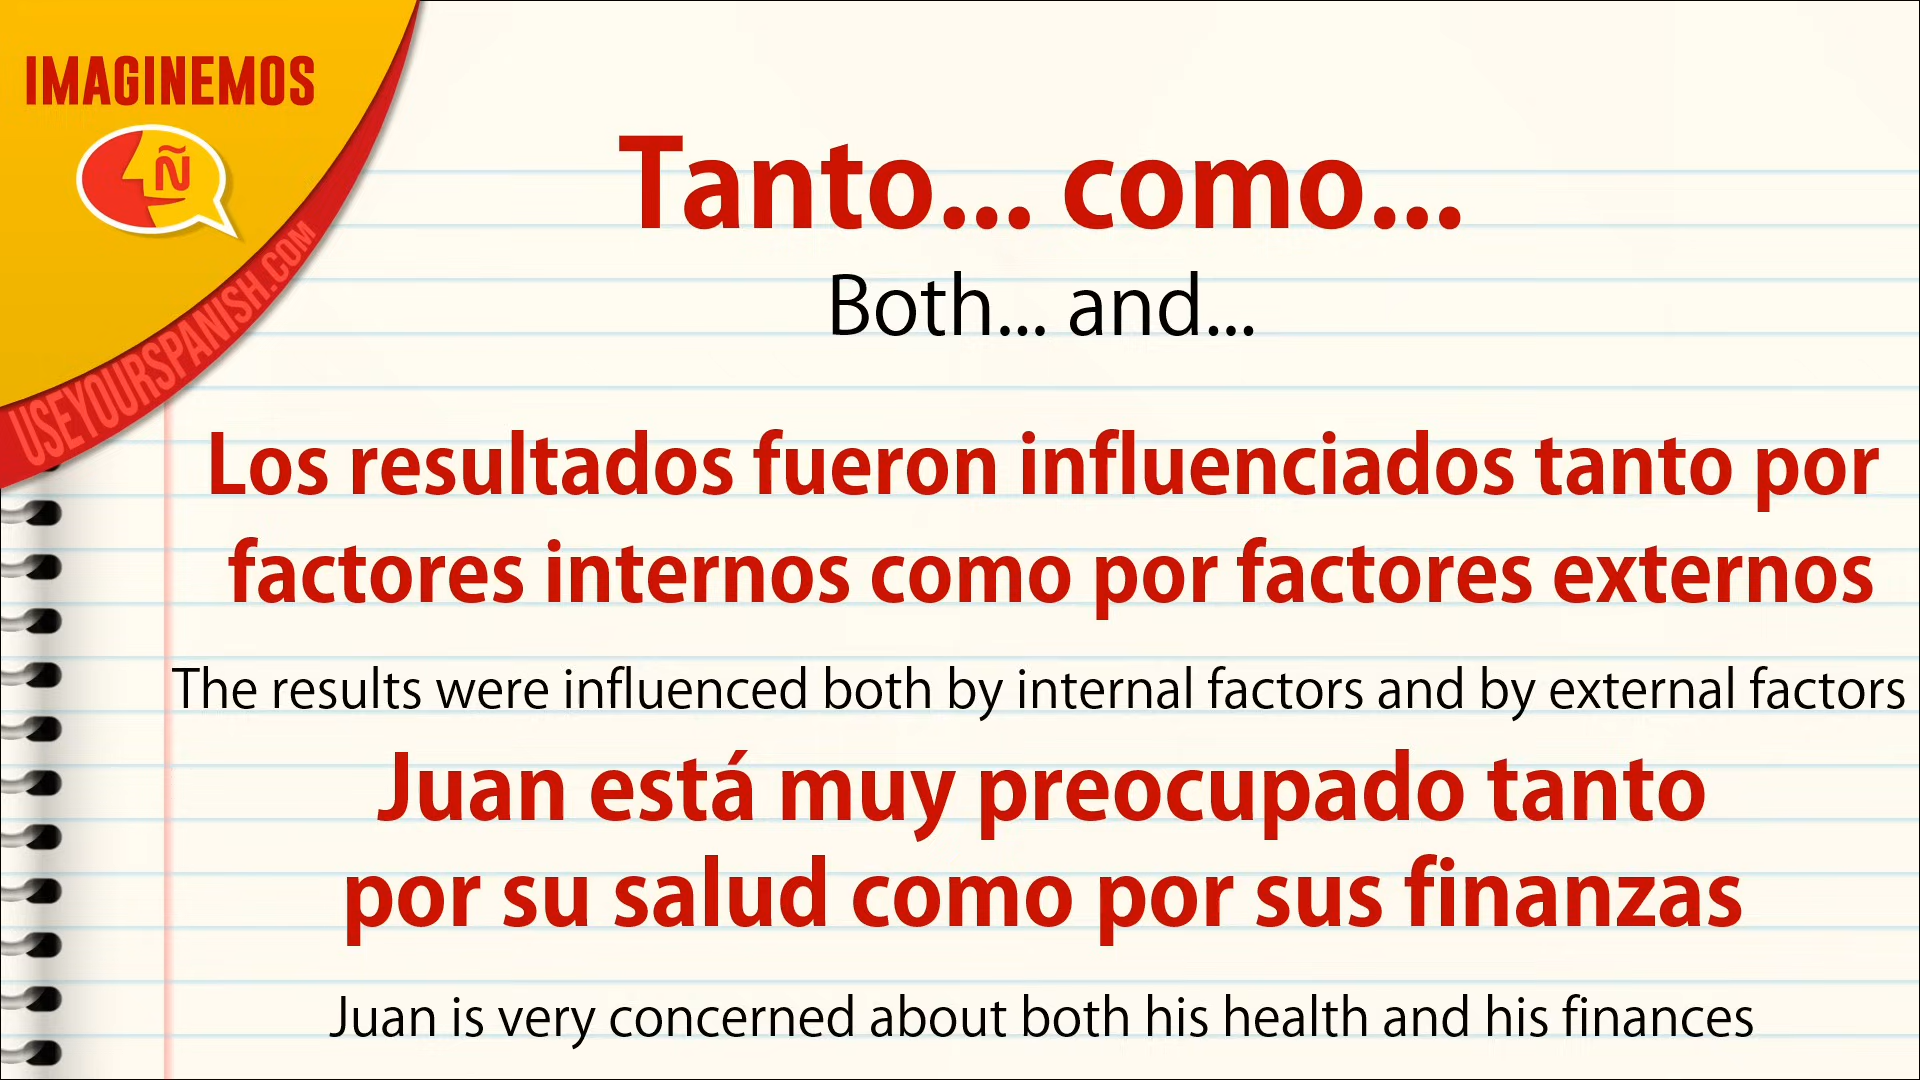 IMAGINEMOS
Ñ
USEYOURSPANISH.COM
Tanto... como...
Both... and...
Los resultados fueron influenciados tanto por
factores internos como por factores externos
The results were influenced both by internal factors and by external factors
Juan está muy preocupado tanto
por su salud como por sus finanzas
Juan is very concerned about both his health and his finances